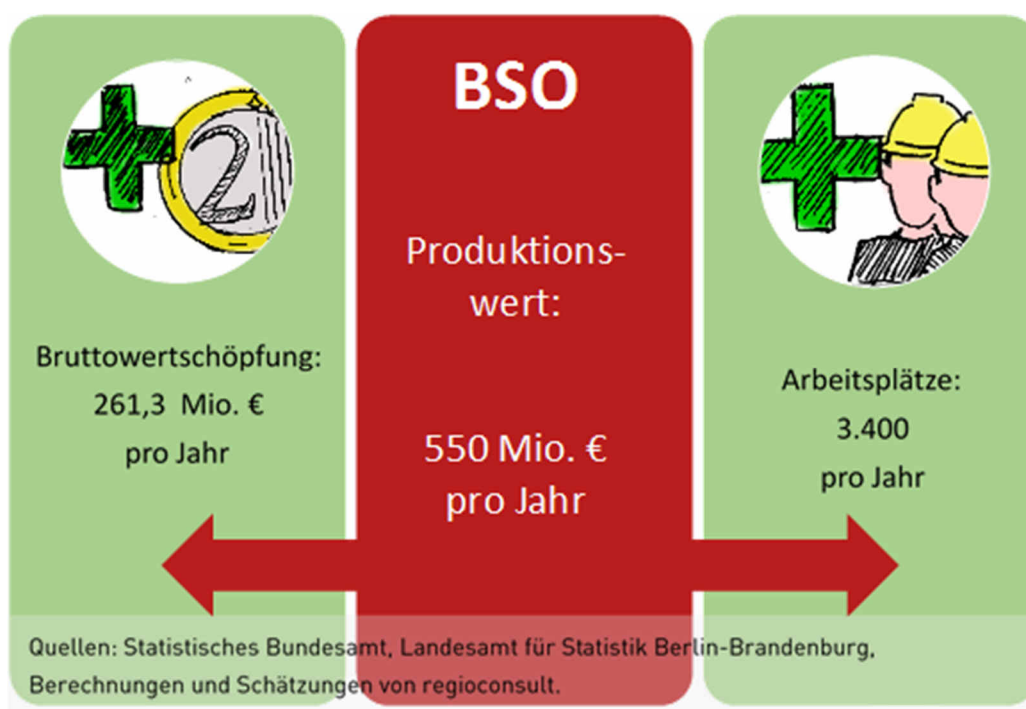 BSO
Produktions-
wert:
550 Mio. €
pro Jahr
2
Bruttowertschöpfung:
261,3 Mio. €
pro Jahr
Arbeitsplätze:
3.400
pro Jahr
Quellen: Statistisches Bundesamt, Landesamt für Statistik Berlin-Brandenburg,
Berechnungen und Schätzungen von regioconsult.